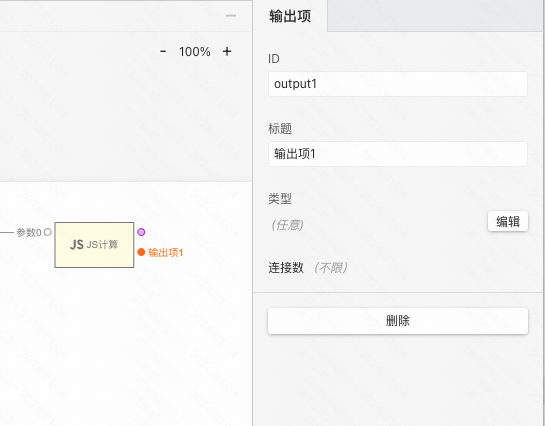 - 100% +
参数0
JS JS计算
输出项1
输出项
ID
output1
标题
输出项1
类型
(任意)
编辑
连接数 (不限)
删除